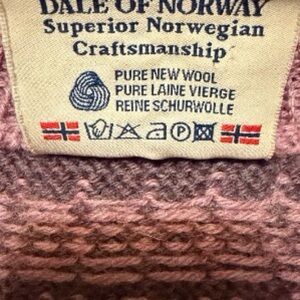 DALE OF NORWAY
Superior Norwegian
Craftsmanship
PURE NEW WOOL
PURE LAINE VIERGE
REINE SCHURWOLLE
P